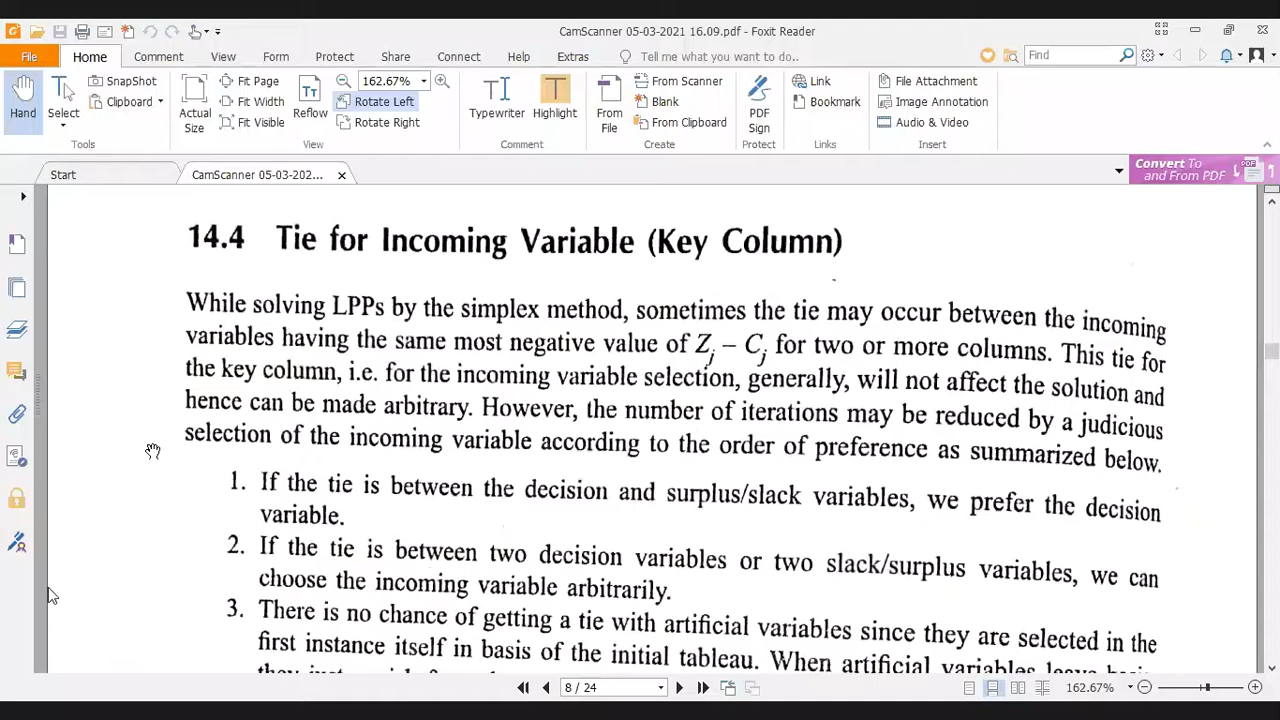 CamScanner 05-03-2021 16.09.pdf - Foxit Reader
File Home Comment View Form Protect Share Connect Help Extras Tell me what you want to do.. Find
Hand
Select
SnapShot
Clipboard
Tools
Actual Size
Fit Page
Fit Width
Fit Visible
Reflow
162.67%
Rotate Left
Rotate Right
View
Typewriter
Highlight
Comment
From File
From Scanner
Blank
From Clipboard
Create
PDF Sign
Protect
Link
Bookmark
Links
File Attachment
Image Annotation
Audio & Video
Insert
Start
CamScanner 05-03-202...
Convert To
and From PDF
PDF
14.4 Tie for Incoming Variable (Key Column)
While solving LPPs by the simplex method, sometimes the tie may occur between the incoming
variables having the same most negative value of Zj – Cj for two or more columns. This tie for
the key column, i.e. for the incoming variable selection, generally, will not affect the solution and
hence can be made arbitrary. However, the number of iterations may be reduced by a judicious
selection of the incoming variable according to the order of preference as summarized below.
1. If the tie is between the decision and surplus/slack variables, we prefer the decision
variable.
2. If the tie is between two decision variables or two slack/surplus variables, we can
choose the incoming variable arbitrarily.
3. There is no chance of getting a tie with artificial variables since they are selected in the
first instance itself in basis of the initial tableau. When artificial variables leave
8 / 24
162.67%